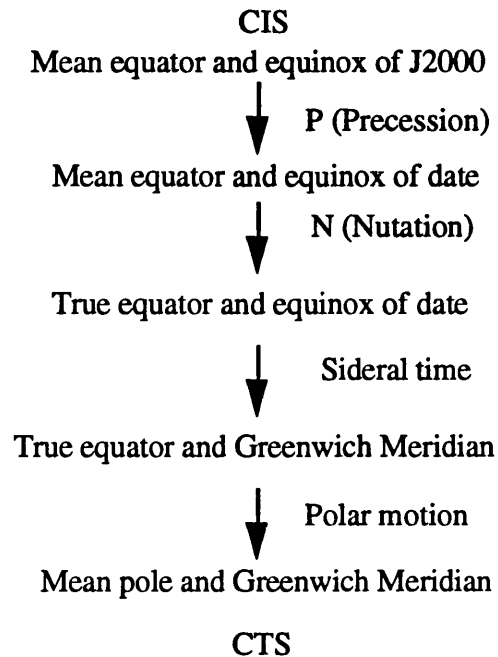 CIS
Mean equator and equinox of J2000
P (Precession)
Mean equator and equinox of date
N (Nutation)
True equator and equinox of date
Sideral time
True equator and Greenwich Meridian
Polar motion
Mean pole and Greenwich Meridian
CTS